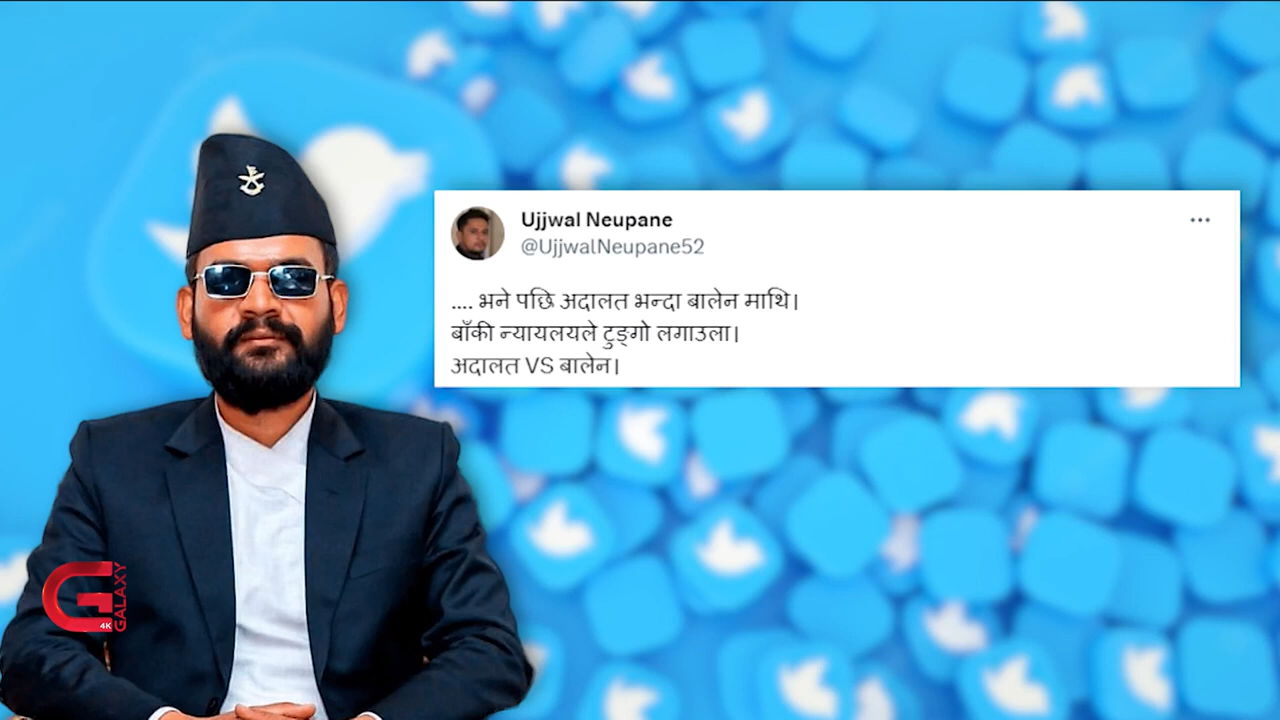 Ujjwal Neupane
@UjjwalNeupane52
.... भने पछि अदालत भन्दा बालेन माथि।
बाँकी न्यायलयले टुङ्गो लगाउला।
अदालत VS बालेन।
G
4K
GALAXY